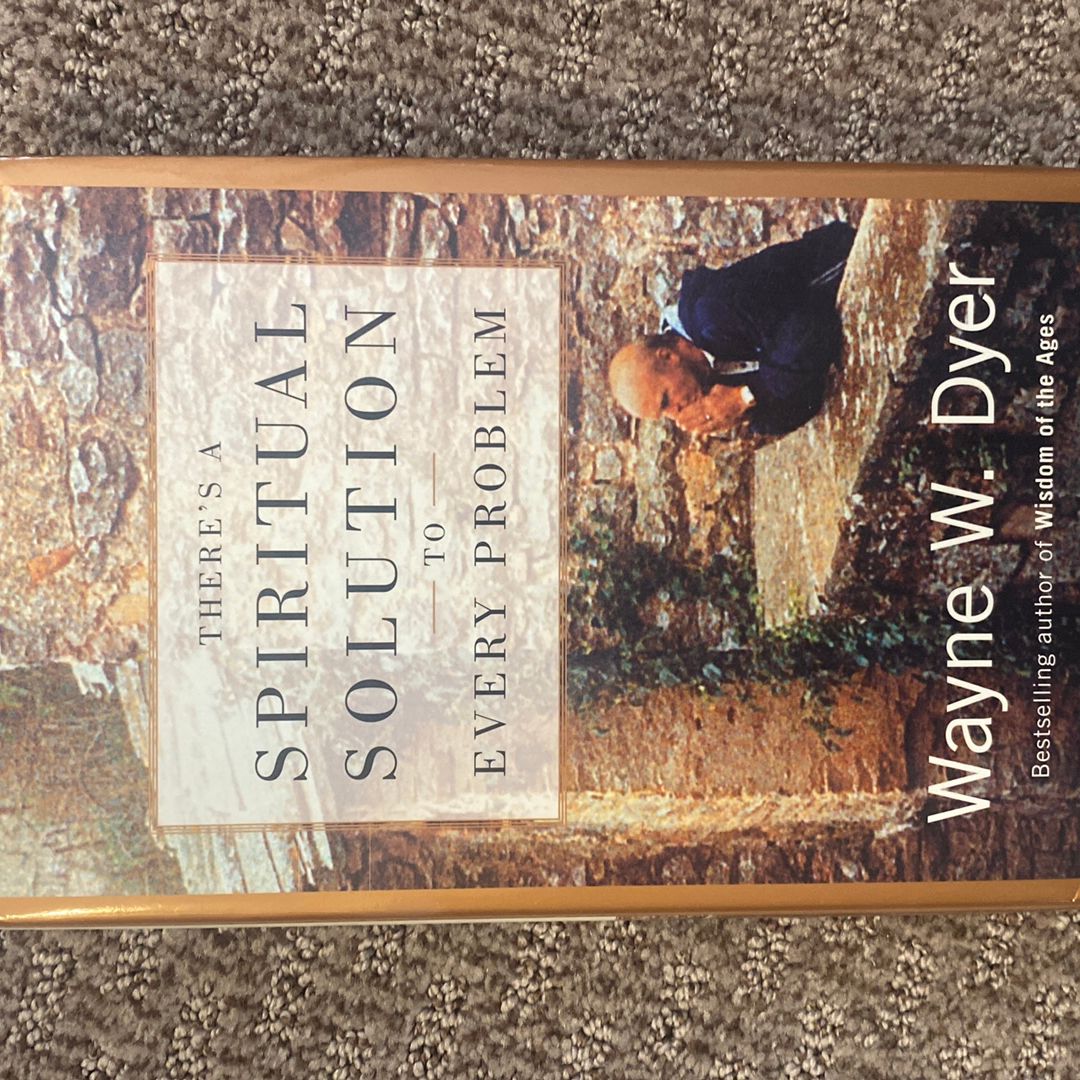 THERE'S A
SPIRITUAL
SOLUTION
TO
EVERY PROBLEM
Wayne W. Dyer
Bestselling author of Wisdom of the Ages